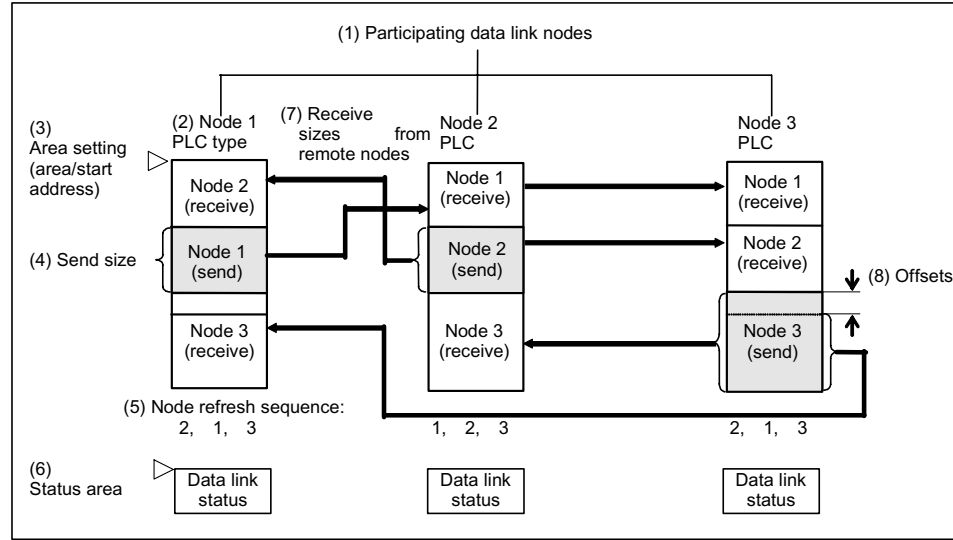 (1) Participating data link nodes
(3)
Area setting
(area/start
address)
(2) Node 1
PLC type
(7) Receive
sizes from
remote nodes
Node 2
PLC
Node 3
PLC
Node 2
(receive)
Node 1
(receive)
Node 1
(receive)
(4) Send size
Node 1
(send)
Node 2
(send)
Node 2
(receive)
(8) Offsets
Node 3
(receive)
Node 3
(receive)
Node 3
(send)
(5) Node refresh sequence:
2, 1, 3
1, 2, 3
2, 1, 3
(6)
Status area
Data link
status
Data link
status
Data link
status